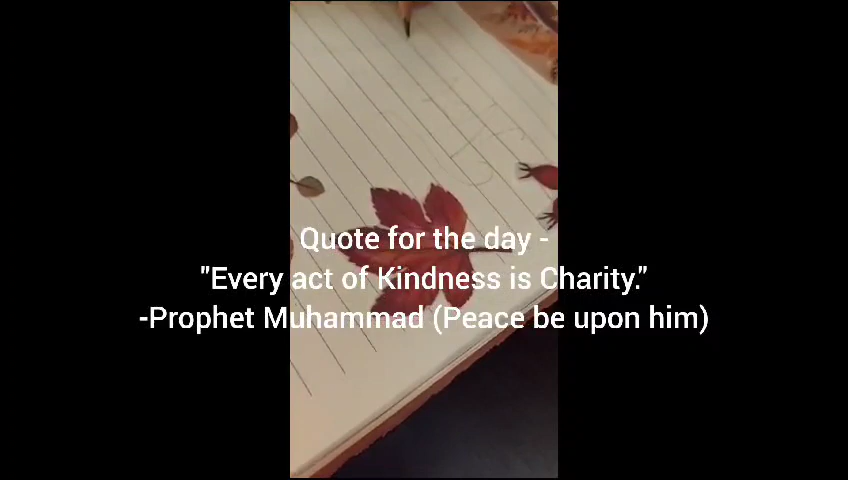 Quote for the day -
"Every act of Kindness is Charity."
-Prophet Muhammad (Peace be upon him)